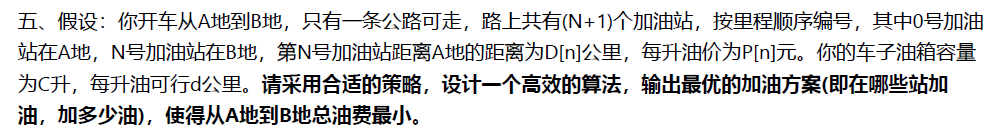 五、假设：你开车从A地到B地，只有一条公路可走，路上共有(N+1)个加油站，按里程顺序编号，其中0号加油
站在A地，N号加油站在B地，第N号加油站距离A地的距离为D[n]公里，每升油价为P[n]元。你的车子油箱容量
为C升，每升油可行d公里。请采用合适的策略，设计一个高效的算法，输出最优的加油方案(即在哪些站加
油，加多少油)，使得从A地到B地总油费最小。